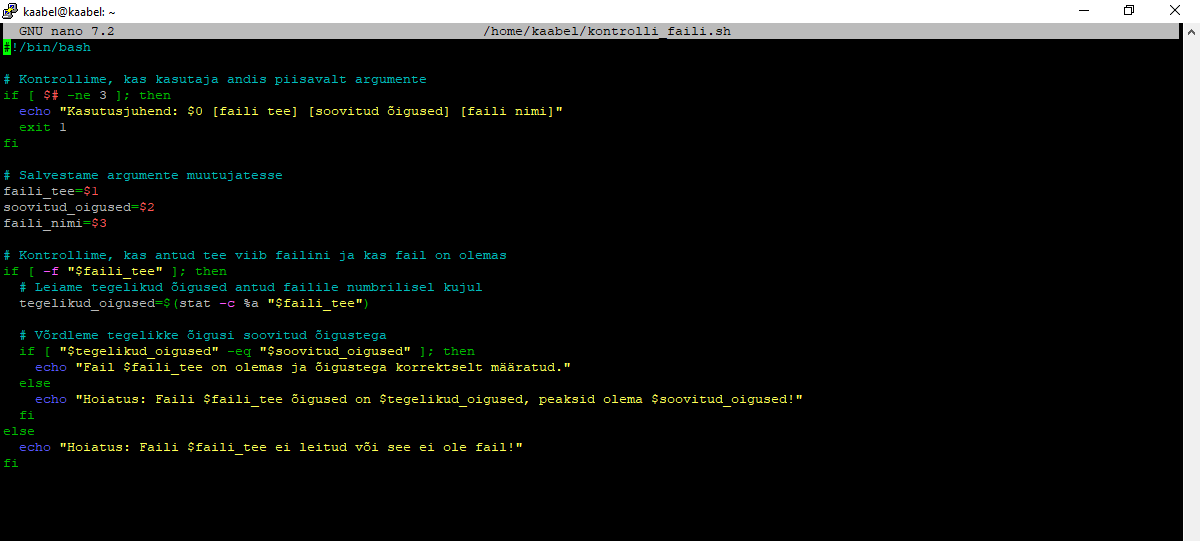 kaabel@kaabel: ~
GNU nano 7.2 /home/kaabel/kontrolli_faili.sh
#!/bin/bash

# Kontrollime, kas kasutaja andis piisavalt argumente
if [ $# -ne 3 ]; then
  echo "Kasutusjuhend: $0 [faili tee] [soovitud õigused] [faili nimi]"
  exit 1
fi

# Salvestame argumente muutujatesse
faili_tee=$1
soovitud_oigused=$2
faili_nimi=$3

# Kontrollime, kas antud tee viib failini ja kas fail on olemas
if [ -f "$faili_tee" ]; then
  # Leiame tegelikud õigused antud failile numbrilisel kujul
  tegelikud_oigused=$(stat -c %a "$faili_tee")

  # Võrdleme tegelikke õigusi soovitud õigustega
  if [ "$tegelikud_oigused" -eq "$soovitud_oigused" ]; then
    echo "Fail $faili_tee on olemas ja õigustega korrektselt määratud."
  else
    echo "Hoiatus: Faili $faili_tee õigused on $tegelikud_oigused, peaksid olema $soovitud_oigused!"
  fi
else
  echo "Hoiatus: Faili $faili_tee ei leitud või see ei ole fail!"
fi